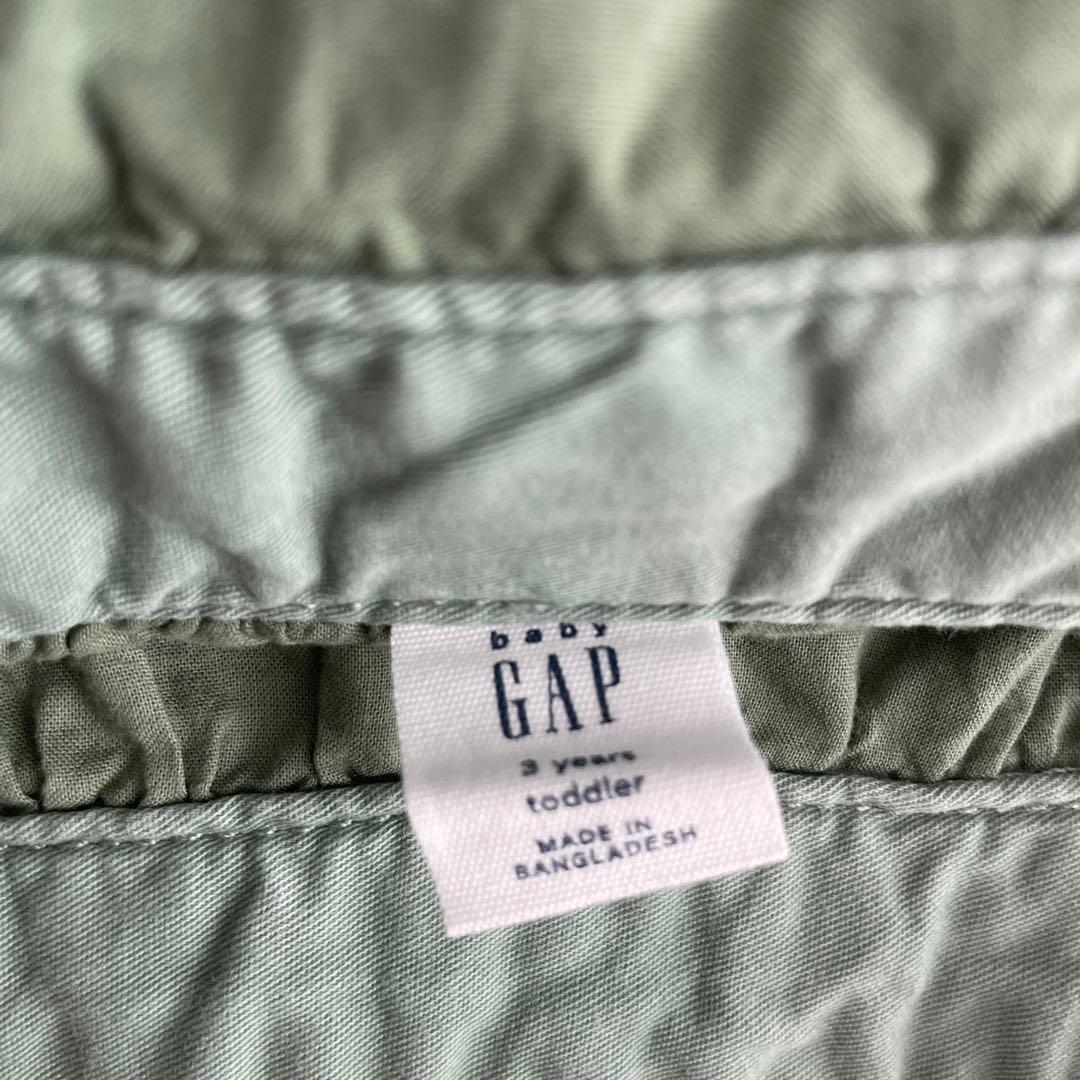 baby
GAP
3 years
toddler
MADE IN
BANGLADESH